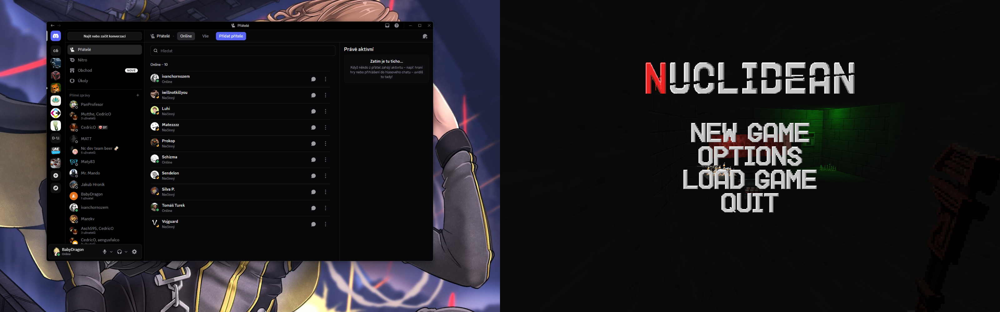 Přátelé
Najít nebo začít konverzaci
Přátelé
Online
Vše
Přidat přítele
c6
Přátelé
Nitro
Obchod
NOVÉ
Úkoly
Přímé zprávy
PanProfesor
Mutthe, CedricO
3 uživatelů
CedricO
DT
MATT
Nc dev team beer
5 uživatelů
Maty83
Mr. Mando
Jakub Hroník
BabyDragon
1 uživatel
ivanchornozem
Marekv
Asch595, CedricO
3 uživatelů
CedricO, aengusfalco
D-1.I
GAME
BabyDragon
Online
Hledat
Online – 10
ivanchornozem
Online
iwillnotkillyou
Nečinný
Luhi
Nečinný
Matezzzz
Nečinný
Prokop
Nečinný
Schizma
Online
Sendelon
Nečinný
Silva P.
Nečinný
Tomáš Turek
Online
Vojguard
Nečinný
Právě aktivní
Zatím je tu ticho...
Když někdo z přátel zahájí aktivitu – např. hraní
hry nebo přihlášení do hlasového chatu – uvidíš
to tady!
NUCLIDEAN
NEW GAME
OPTIONS
LOAD GAME
QUIT